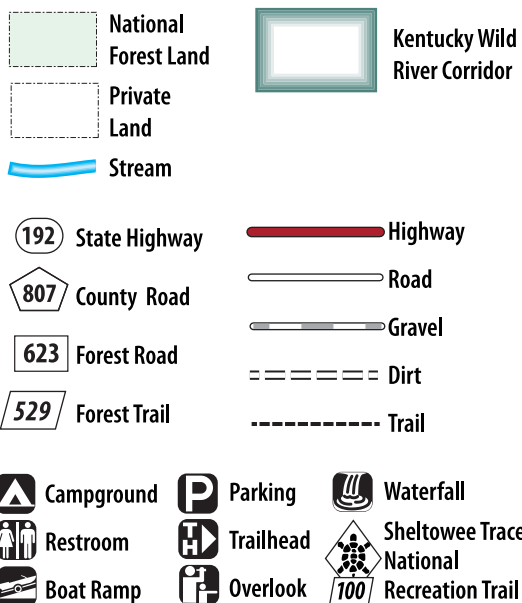 National
Forest Land
Kentucky Wild
River Corridor
Private
Land
Stream
192 State Highway
807 County Road
623 Forest Road
529 Forest Trail
Highway
Road
Gravel
Dirt
Trail
Campground
Restroom
Boat Ramp
P Parking
TH Trailhead
Overlook
Waterfall
Sheltowee Trace
National
100 Recreation Trail